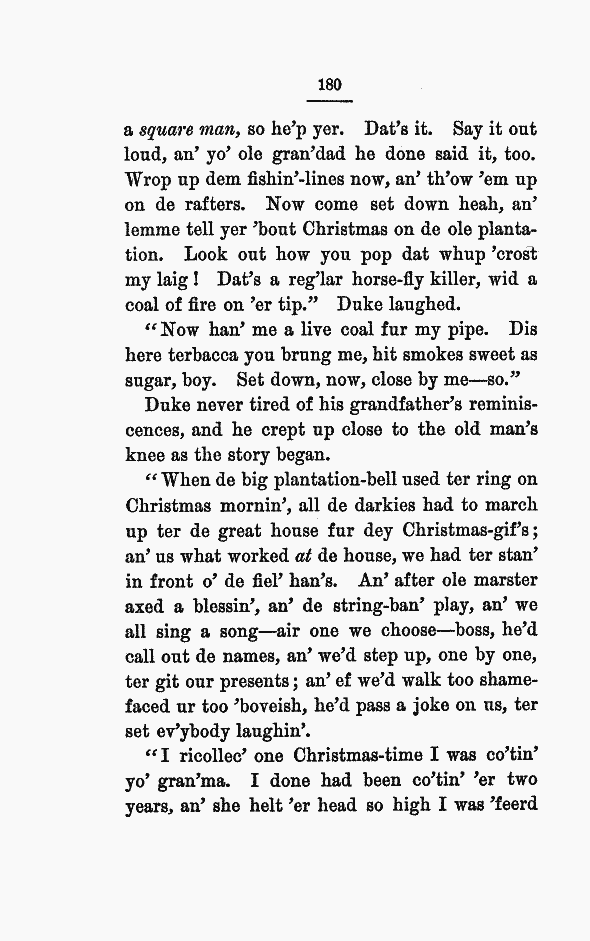 180
a square man, so he'p yer. Dat's it. Say it out
loud, an' yo' ole gran'dad he done said it, too.
Wrop up dem fishin'-lines now, an' th'ow 'em up
on de rafters. Now come set down heah, an'
lemme tell yer 'bout Christmas on de ole planta-
tion. Look out how you pop dat whup 'crost
my laig! Dat's a reg'lar horse-fly killer, wid a
coal of fire on 'er tip." Duke laughed.
"Now han' me a live coal fur my pipe. Dis
here terbacca you brung me, hit smokes sweet as
sugar, boy. Set down, now, close by me—so."
Duke never tired of his grandfather's reminis-
cences, and he crept up close to the old man's
knee as the story began.
"When de big plantation-bell used ter ring on
Christmas mornin', all de darkies had to march
up ter de great house fur dey Christmas-gif's;
an' us what worked at de house, we had ter stan'
in front o' de fiel' han's. An' after ole marster
axed a blessin', an' de string-ban' play, an' we
all sing a song—air one we choose—boss, he'd
call out de names, an' we'd step up, one by one,
ter git our presents; an' ef we'd walk too shame-
faced ur too 'boveish, he'd pass a joke on us, ter
set ev'ybody laughin'.
"I ricollec' one Christmas-time I was co'tin'
yo' gran'ma. I done had been co'tin' 'er two
years, an' she helt 'er head so high I was 'feerd